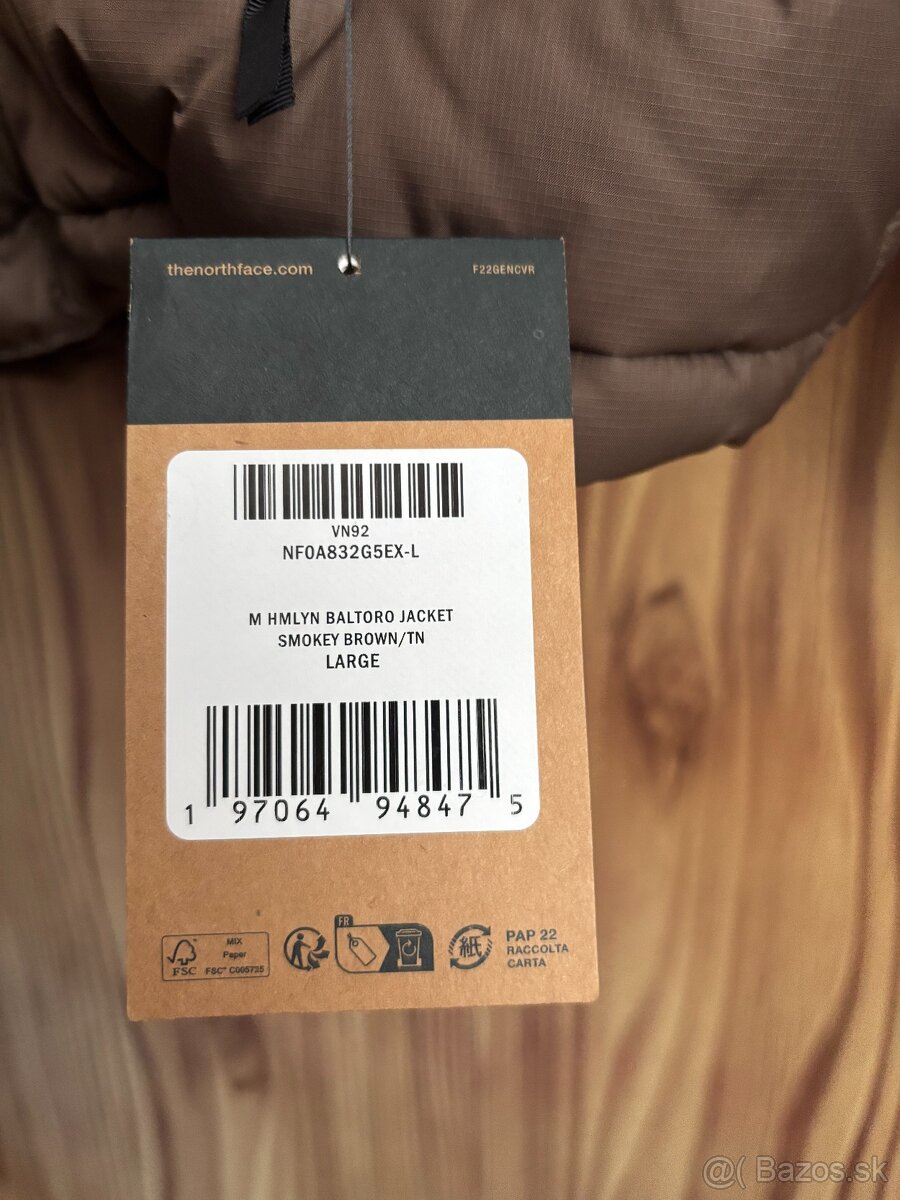 thenorthface.com
F22GENCVR
VN92
NF0A832G5EX-L
M HMLYN BALTORO JACKET
SMOKEY BROWN/TN
LARGE
1 97064 94847 5
FR
MIX
Paper
FSC
FSC® C005725
紙
PAP 22
RACCOLTA
CARTA
@( Bazos.sk